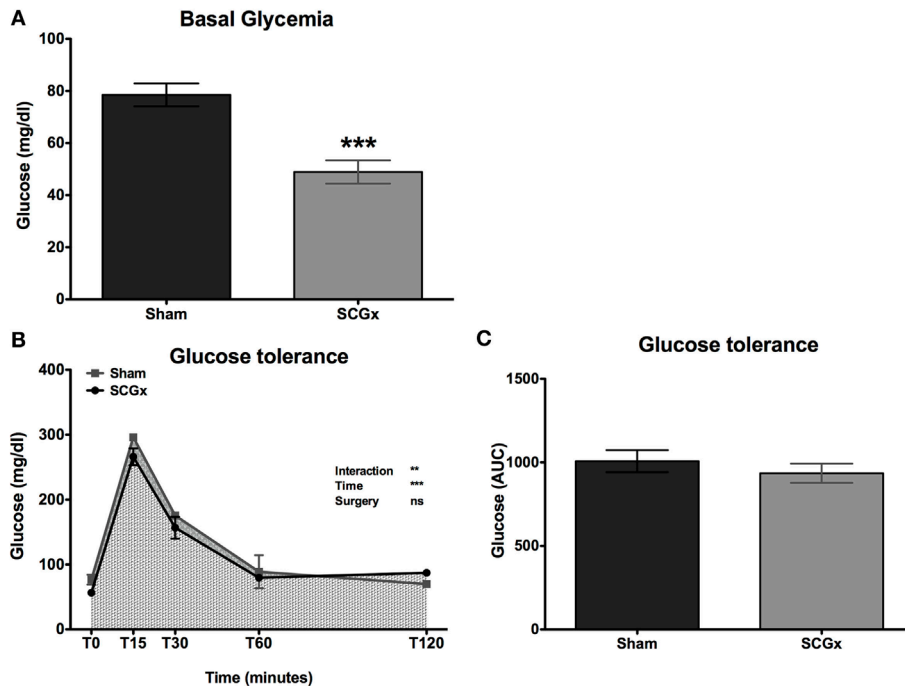 A
Basal Glycemia
Glucose (mg/dl)
100
80
60
40
20
0
***
Sham
SCGx
B
Glucose tolerance
Glucose (mg/dl)
400
300
200
100
0
Sham
SCGx
Interaction **
Time ***
Surgery ns
T0 T15 T30 T60 T120
Time (minutes)
C
Glucose tolerance
Glucose (AUC)
1500
1000
500
0
Sham
SCGx